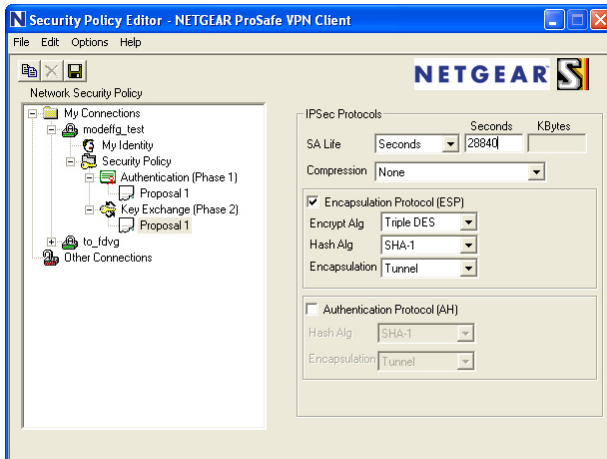 Security Policy Editor - NETGEAR ProSafe VPN Client
File Edit Options Help
NETGEAR
Network Security Policy
My Connections
modeffg_test
My Identity
Security Policy
Authentication (Phase 1)
Proposal 1
Key Exchange (Phase 2)
Proposal 1
to_fdvg
Other Connections
IPSec Protocols
Seconds KBytes
SA Life Seconds 28840
Compression None
Encapsulation Protocol (ESP)
Encrypt Alg Triple DES
Hash Alg SHA-1
Encapsulation Tunnel
Authentication Protocol (AH)
Hash Alg SHA-1
Encapsulation Tunnel